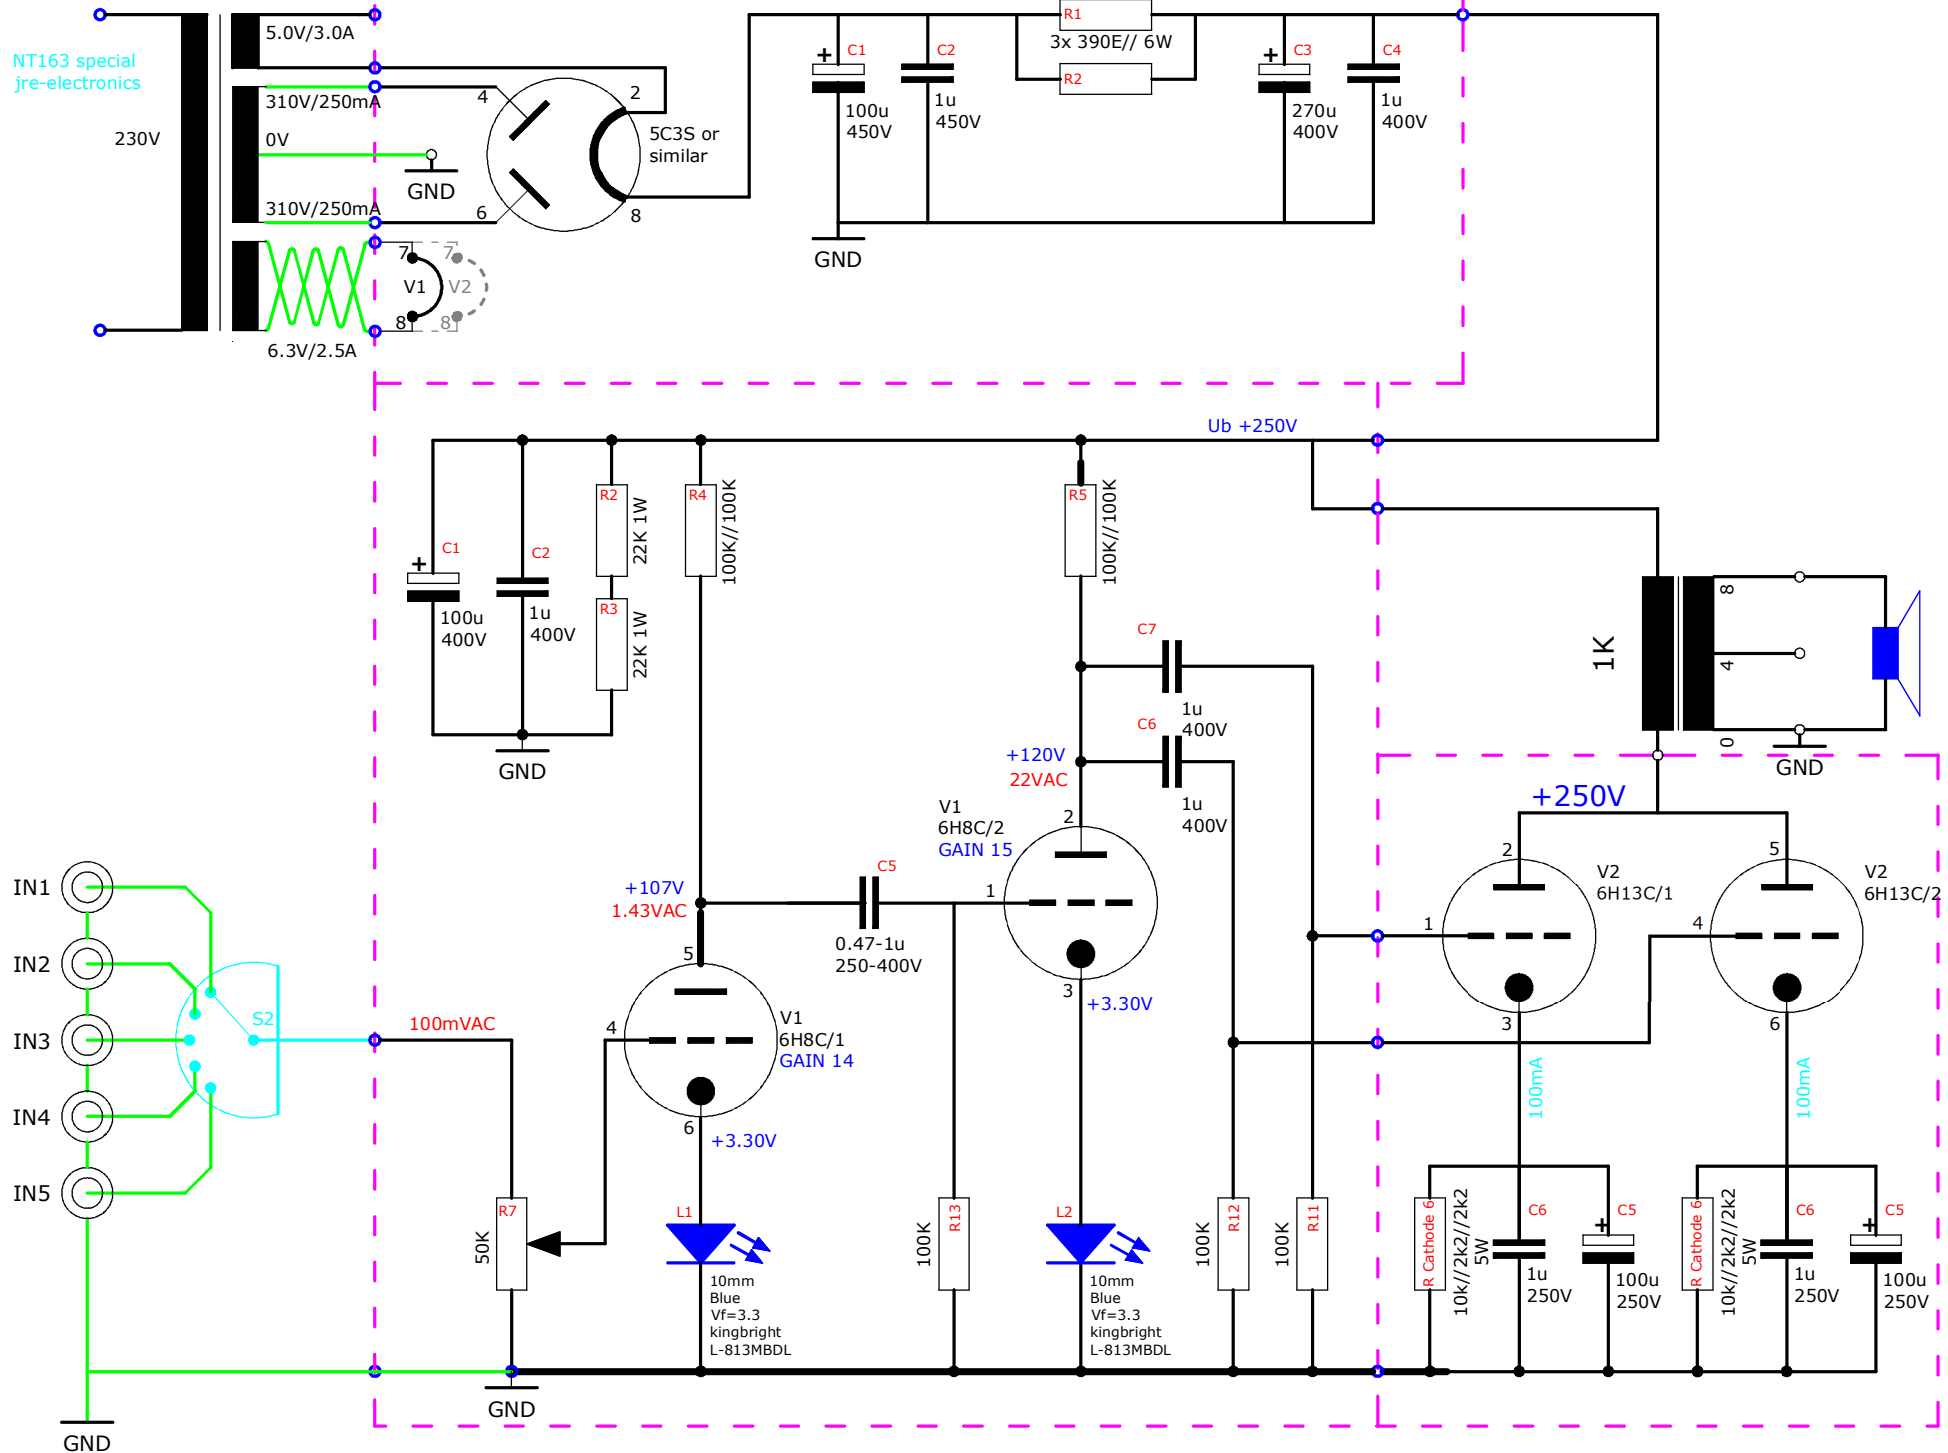 NT163 special
jre-electronics
230V
5.0V/3.0A
310V/250mA
0V
310V/250mA
6.3V/2.5A
GND
4
6
2
8
5C3S or
similar
7
V1
8
7
V2
8
+
C1
100u
450V
C2
1u
450V
R1
3x 390E// 6W
R2
+
C3
270u
400V
C4
1u
400V
GND
Ub +250V
+
C1
100u
400V
C2
1u
400V
R2
22K 1W
R3
22K 1W
GND
R4
100K//100K
R5
100K//100K
C7
1u
400V
C6
1u
400V
+120V
22VAC
V1
6H8C/2
GAIN 15
2
1
3
+3.30V
+107V
1.43VAC
C5
0.47-1u
250-400V
5
4
6
V1
6H8C/1
GAIN 14
+3.30V
1K
8
4
0
GND
+250V
2
1
3
V2
6H13C/1
5
4
6
V2
6H13C/2
100mA
100mA
IN1
IN2
IN3
IN4
IN5
S2
100mVAC
R7
50K
L1
10mm
Blue
Vf=3.3
kingbright
L-813MBDL
R13
100K
L2
10mm
Blue
Vf=3.3
kingbright
L-813MBDL
R12
100K
R11
100K
R Cathode 6
10k//2k2//2k2
5W
C6
1u
250V
+
C5
100u
250V
R Cathode 6
10k//2k2//2k2
5W
C6
1u
250V
+
C5
100u
250V
GND
GND